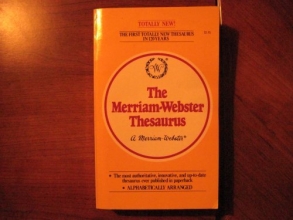 TOTALLY NEW!
THE FIRST TOTALLY NEW THESAURUS
IN 129 YEARS
The
Merriam-Webster
Thesaurus
A Merriam-Webster®
• The most authoritative, innovative, and up-to-date
thesaurus ever published in paperback.
• ALPHABETICALLY ARRANGED